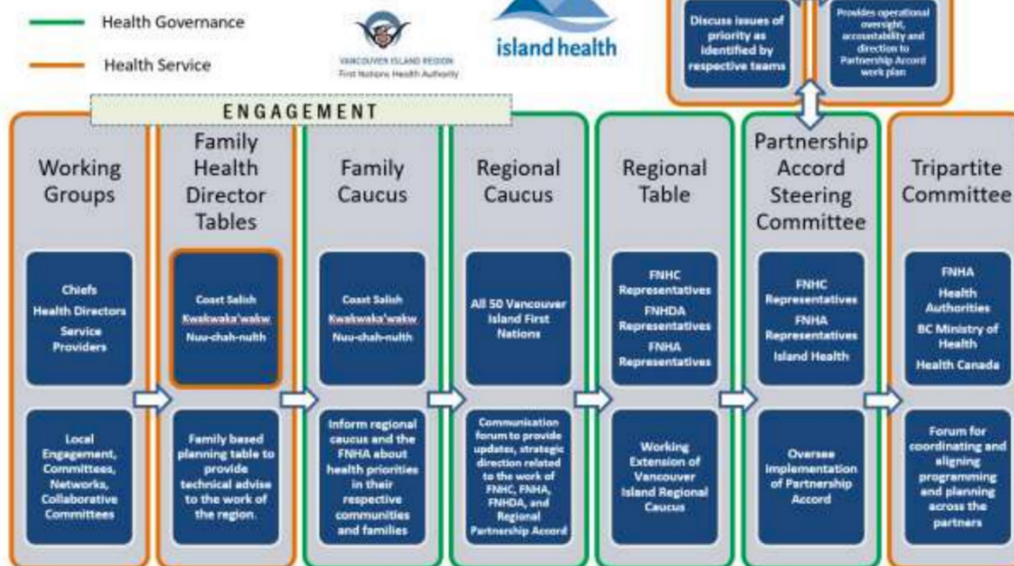 Health Governance
Health Service
VANCOUVER ISLAND REGION
First Nations Health Authority
island health
Discuss issues of
priority as
identified by
respective teams
Provides operational
oversight,
accountability and
direction to
Partnership Accord
work plan
ENGAGEMENT
Working
Groups
Chiefs
Health Directors
Service
Providers
Local
Engagement,
Committees,
Networks,
Collaborative
Committees
Family
Health
Director
Tables
Coast Salish
Kwakwaka'wakw
Nuu-chah-nulth
Family based
planning table to
provide
technical advise
to the work of
the region.
Family
Caucus
Coast Salish
Kwakwaka'wakw
Nuu-chah-nulth
Inform regional
caucus and the
FNHA about
health priorities
in their
respective
communities
and families
Regional
Caucus
All 50 Vancouver
Island First
Nations
Communication
forum to provide
updates, strategic
direction related
to the work of
FNHC, FNHA,
FNHDA, and
Regional
Partnership Accord
Regional
Table
FNHC
Representatives
FNHDA
Representatives
FNHA
Representatives
Working
Extension of
Vancouver
Island Regional
Caucus
Partnership
Accord
Steering
Committee
FNHC
Representatives
FNHA
Representatives
Island Health
Oversee
Implementation
of Partnership
Accord
Tripartite
Committee
FNHA
Health
Authorities
BC Ministry of
Health
Health Canada
Forum for
coordinating and
aligning
programming
and planning
across the
partners